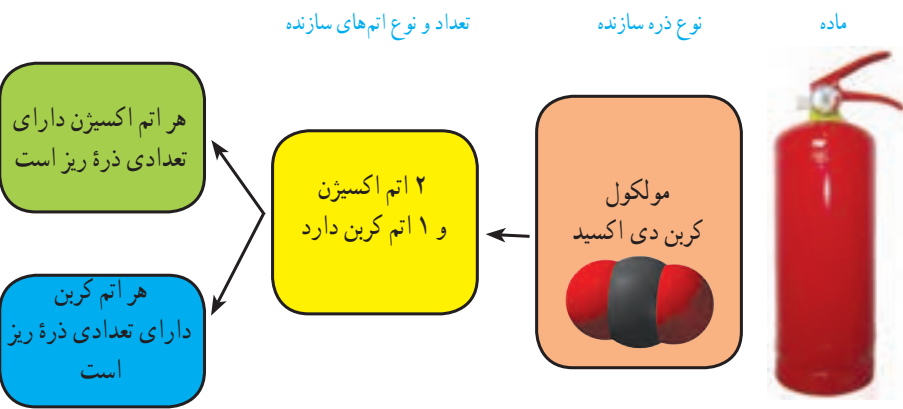 ماده
نوع ذره سازنده
تعداد و نوع اتم‌های سازنده
مولکول
کربن دی اکسید
۲ اتم اکسیژن
و ۱ اتم کربن دارد
هر اتم اکسیژن دارای
تعدادی ذرهٔ ریز است
هر اتم کربن
دارای تعدادی ذرهٔ ریز
است